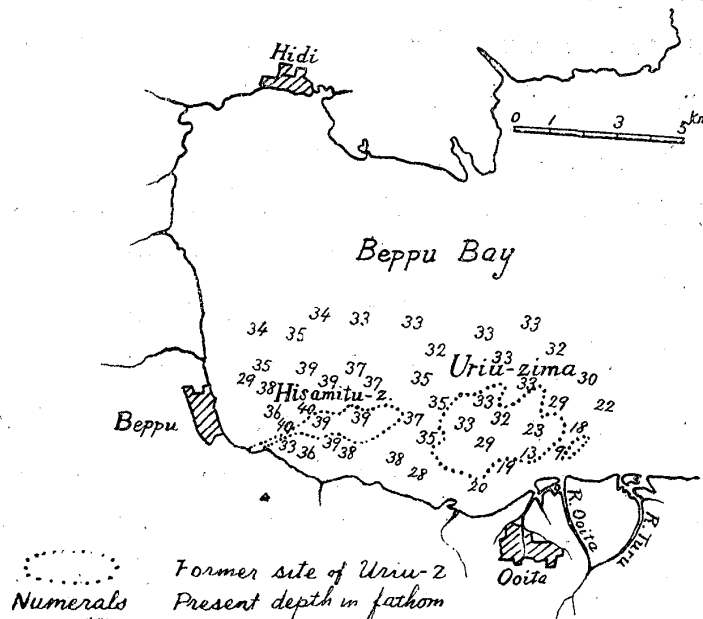 Hidi
0 1 3 5 km
Beppu Bay
34 33 33 33
34 35 33
32 33 32
35 39 37 35 Uriu-zima
29 38 39 37 33 30
Hisamitu-z 35 33 29 22
36 40 39 39 37 33 32 18
40 35 29 23
33 36 39 38 13 9
38 28 19
20
Beppu
R. Ooita
R. Turu
Ooita
Former site of Uriu-z
Numerals Present depth in fathom